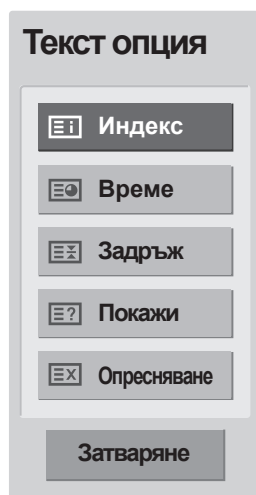 Текст опция
Индекс
Време
Задръж
Покажи
Опресняване
Затваряне